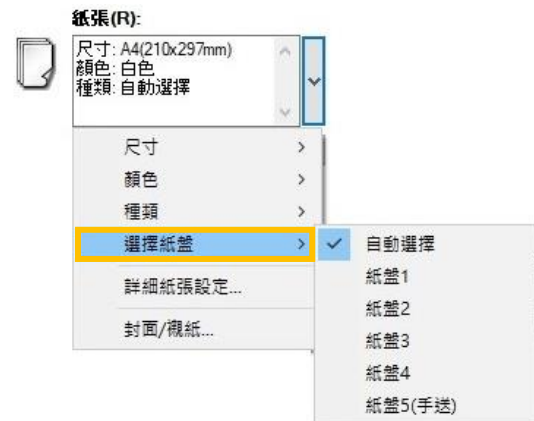 紙張(R):
尺寸: A4(210x297mm)
顏色: 白色
種類: 自動選擇
尺寸
顏色
種類
選擇紙盤
自動選擇
紙盤1
詳細紙張設定...
紙盤2
封面/襯紙...
紙盤3
紙盤4
紙盤5(手送)